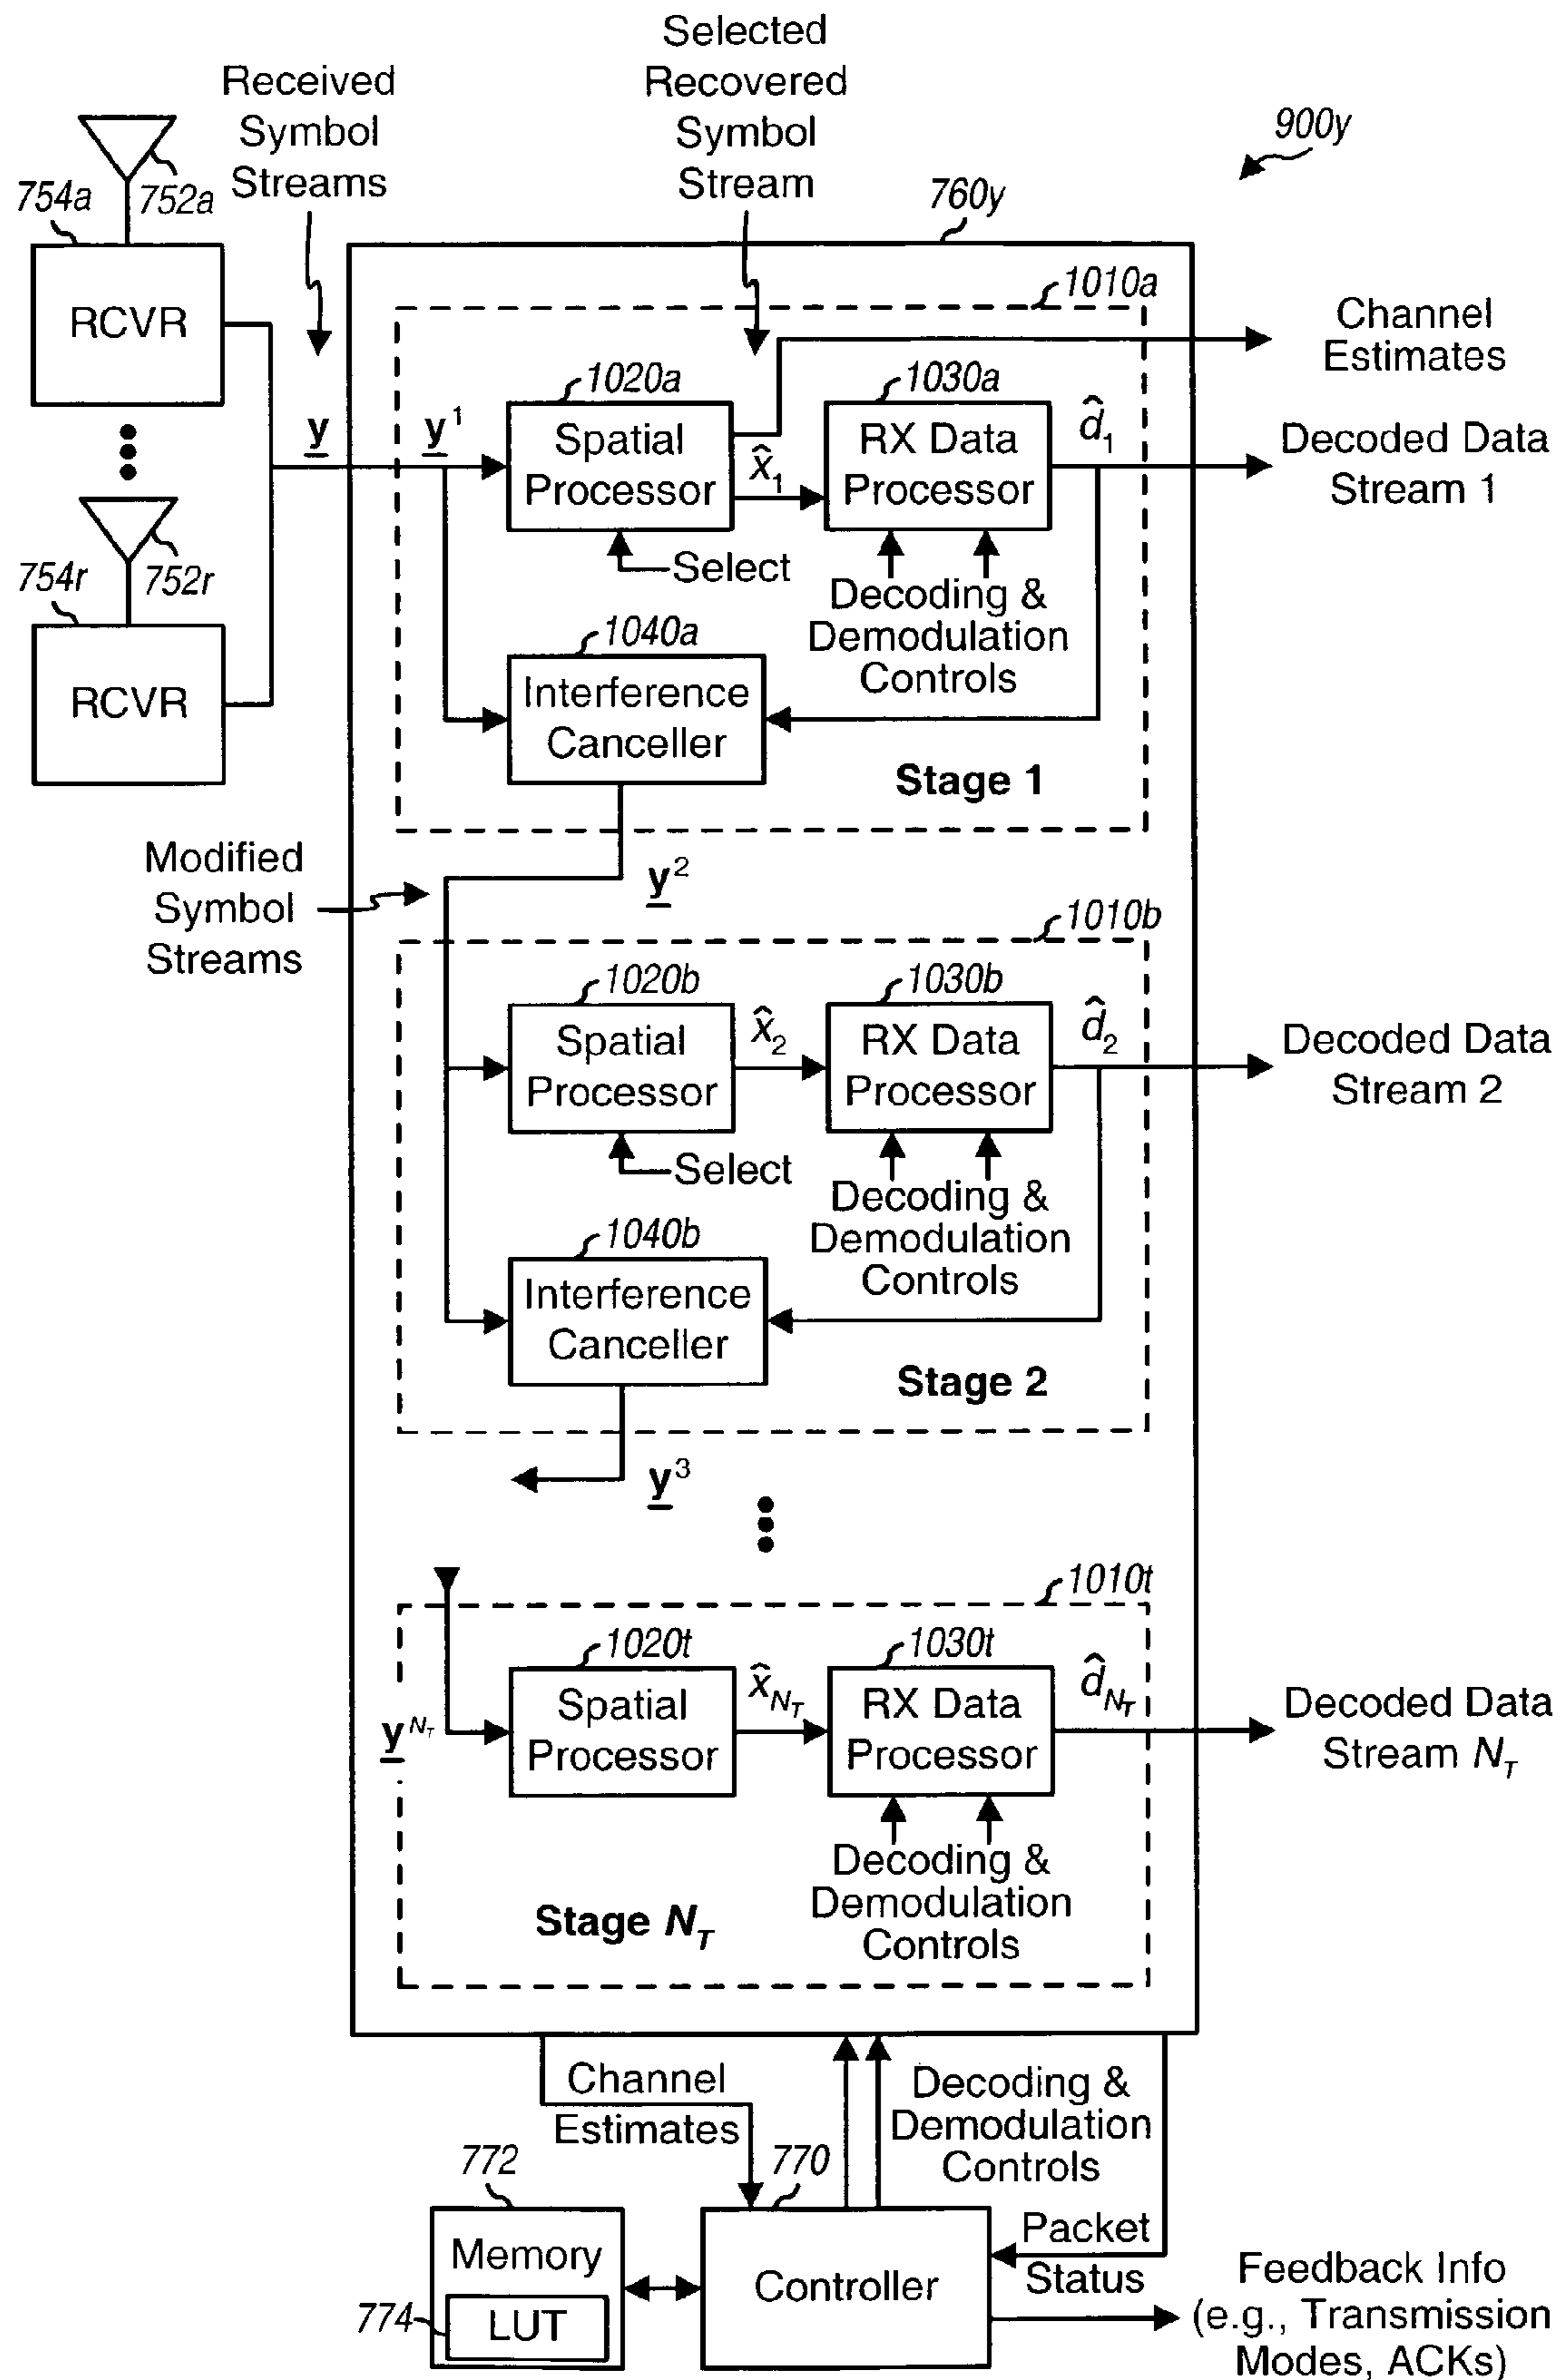 Selected
Recovered
Symbol
Stream
Received
Symbol
Streams
900y
754a
752a
760y
RCVR
1010a
Channel
Estimates
1020a
1030a
y
y 1
Spatial
Processor
x̂1
RX Data
Processor
d̂1
Decoded Data
Stream 1
Select
Decoding &
Demodulation
Controls
754r
752r
RCVR
1040a
Interference
Canceller
Stage 1
Modified
Symbol
Streams
y2
1010b
1020b
1030b
Spatial
Processor
x̂2
RX Data
Processor
d̂2
Decoded Data
Stream 2
Select
Decoding &
Demodulation
Controls
1040b
Interference
Canceller
Stage 2
y3
1010t
1020t
1030t
yNT
Spatial
Processor
x̂NT
RX Data
Processor
d̂NT
Decoded Data
Stream NT
Decoding &
Demodulation
Controls
Stage NT
Channel
Estimates
Decoding &
Demodulation
Controls
772
770
Memory
774
LUT
Controller
Packet
Status
Feedback Info
(e.g., Transmission
Modes, ACKs)